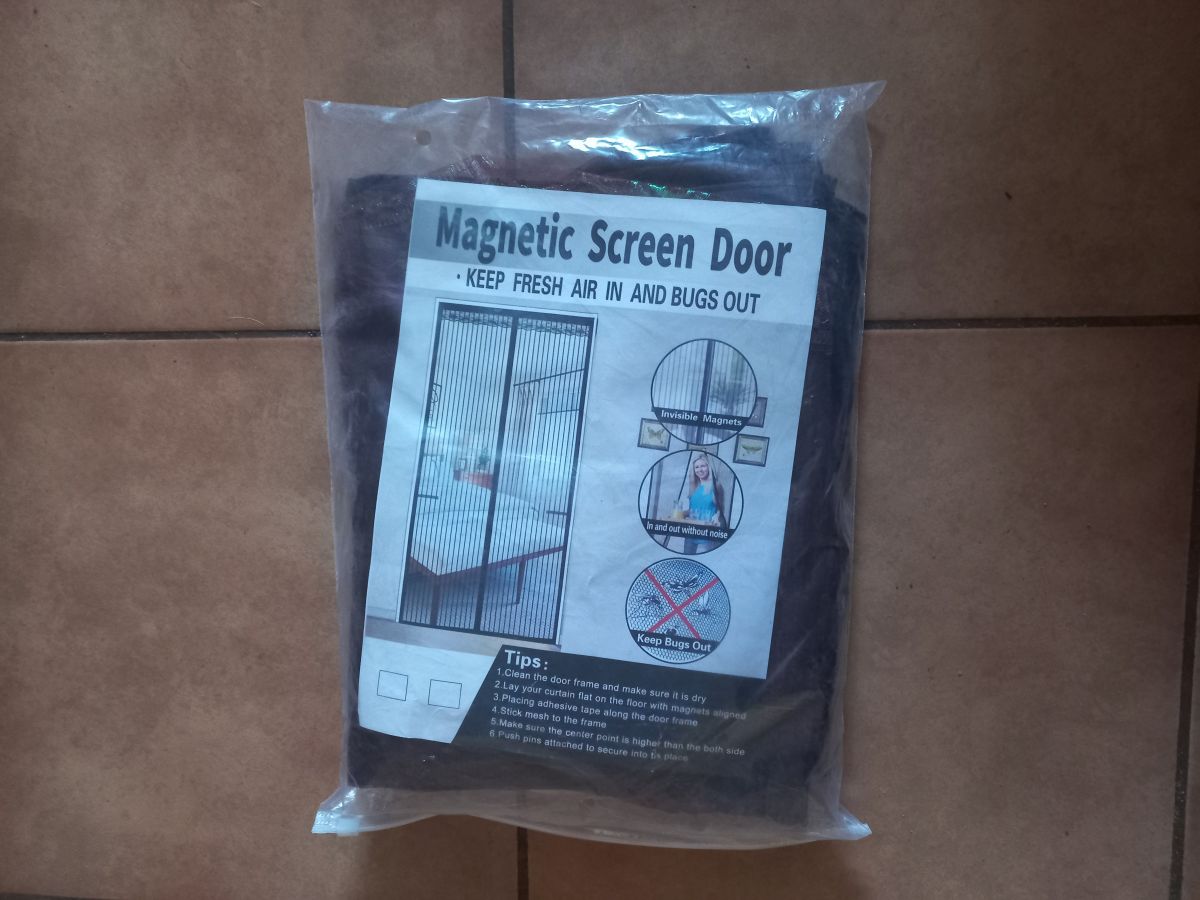 Magnetic Screen Door
· KEEP FRESH AIR IN AND BUGS OUT
Invisible Magnets
In and out without noise
Keep Bugs Out
Tips:
1.Clean the door frame and make sure it is dry
2.Lay your curtain flat on the floor with magnets aligned
3.Placing adhesive tape along the door frame
4.Stick mesh to the frame
5.Make sure the center point is higher than the both side
6 Push pins attached to secure into tis place